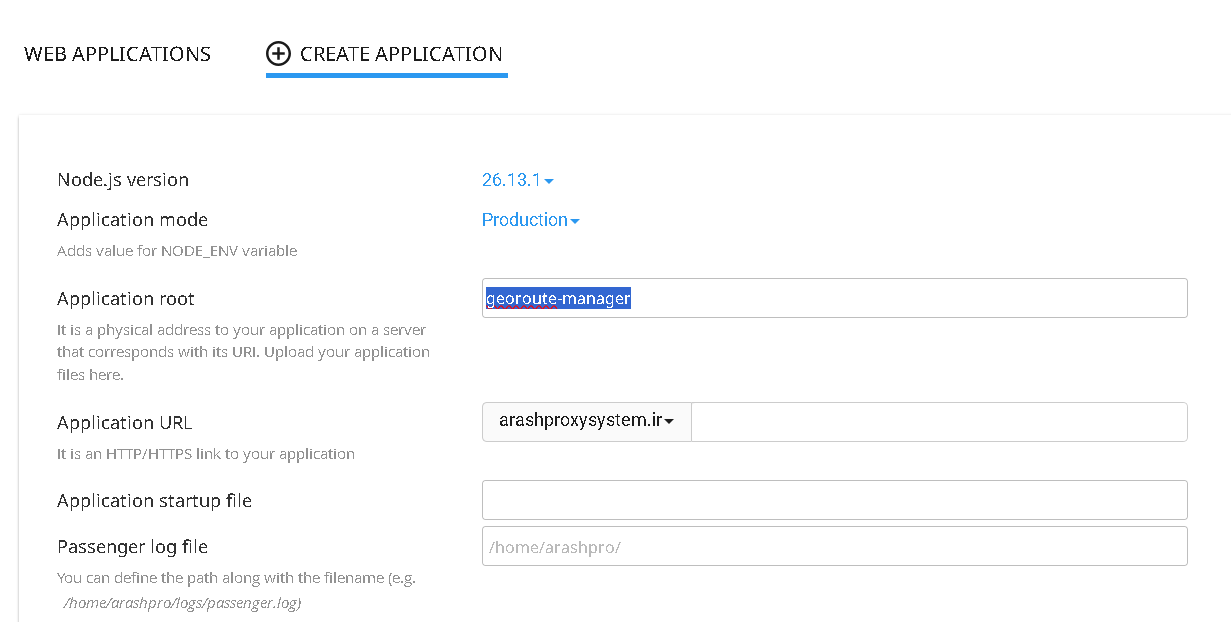 WEB APPLICATIONS
CREATE APPLICATION
Node.js version
26.13.1
Application mode
Production
Adds value for NODE_ENV variable
Application root
georoute-manager
It is a physical address to your application on a server
that corresponds with its URI. Upload your application
files here.
Application URL
arashproxysystem.ir
It is an HTTP/HTTPS link to your application
Application startup file
Passenger log file
/home/arashpro/
You can define the path along with the filename (e.g.
/home/arashpro/logs/passenger.log)